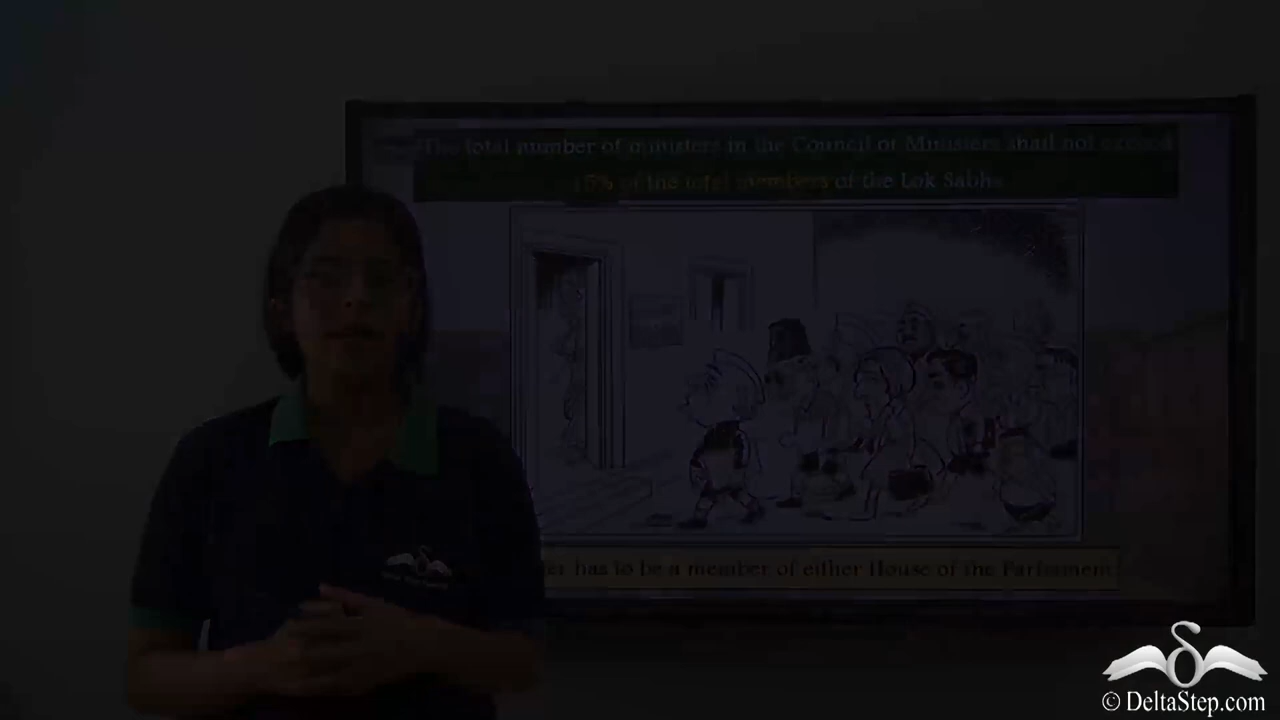 The total number of ministers in the Council of Ministers shall not exceed
15% of the total members of the Lok Sabha
has to be a member of either House of the Parliament
© DeltaStep.com